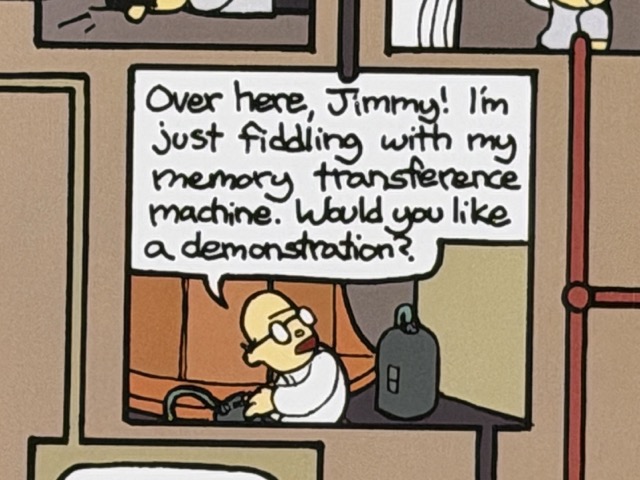 Over here, Jimmy! I'm
just fiddling with my
memory transference
machine. Would you like
a demonstration?